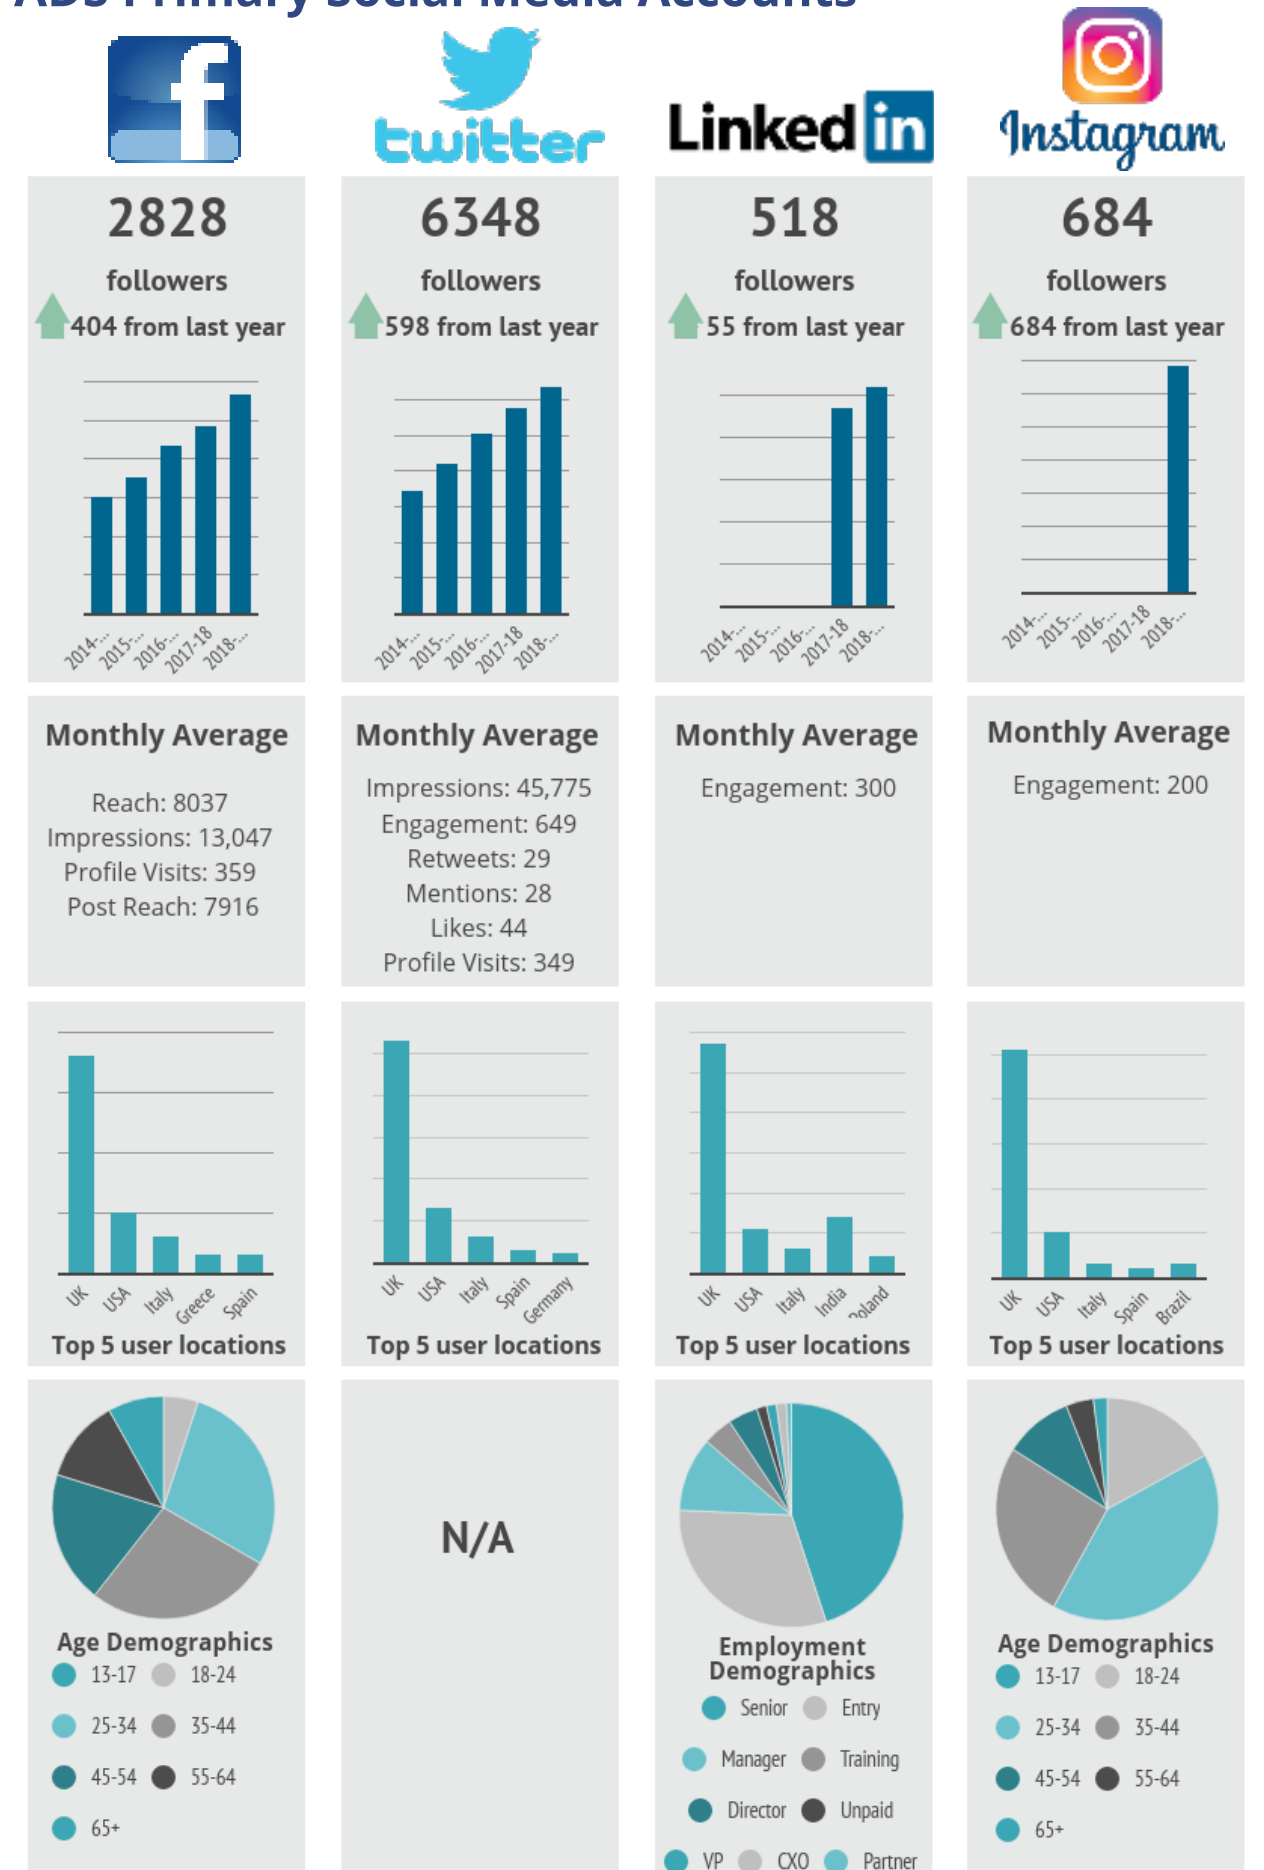 ADS Primary Social Media Accounts
f
twitter
Linked in
Instagram
2828
followers
404 from last year
2014-...
2015-...
2016-...
2017-18
2018-...
6348
followers
598 from last year
2014-...
2015-...
2016-...
2017-18
2018-...
518
followers
55 from last year
2014-...
2015-...
2016-...
2017-18
2018-...
684
followers
684 from last year
2014-...
2015-...
2016-...
2017-18
2018-...
Monthly Average
Reach: 8037
Impressions: 13,047
Profile Visits: 359
Post Reach: 7916
Monthly Average
Impressions: 45,775
Engagement: 649
Retweets: 29
Mentions: 28
Likes: 44
Profile Visits: 349
Monthly Average
Engagement: 300
Monthly Average
Engagement: 200
UK
USA
Italy
Greece
Spain
Top 5 user locations
UK
USA
Italy
Spain
Germany
Top 5 user locations
UK
USA
Italy
India
Poland
Top 5 user locations
UK
USA
Italy
Spain
Brazil
Top 5 user locations
Age Demographics
13-17 18-24
25-34 35-44
45-54 55-64
65+
N/A
Employment
Demographics
Senior Entry
Manager Training
Director Unpaid
VP CXO Partner
Age Demographics
13-17 18-24
25-34 35-44
45-54 55-64
65+